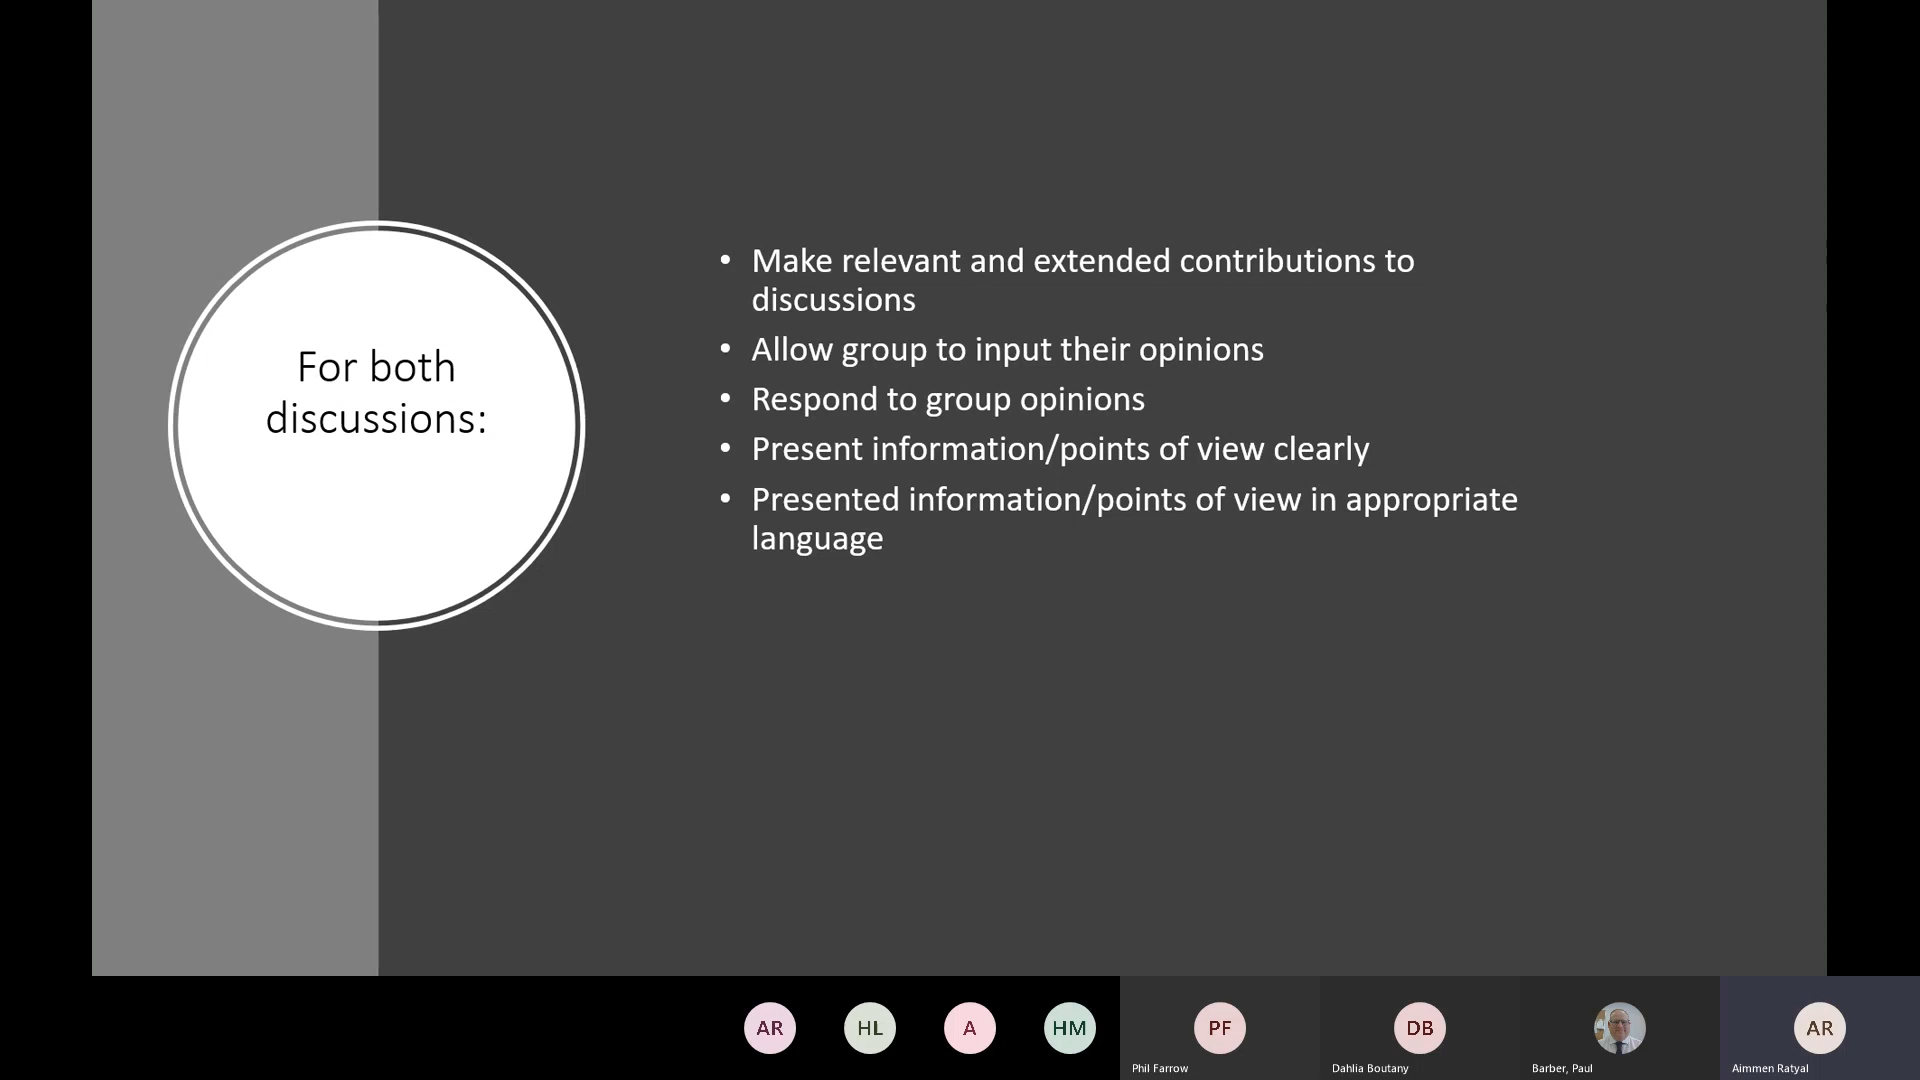 For both
discussions:
• Make relevant and extended contributions to
discussions
• Allow group to input their opinions
• Respond to group opinions
• Present information/points of view clearly
• Presented information/points of view in appropriate
language
AR
HL
A
HM
PF
DB
AR
Phil Farrow
Dahlia Boutany
Barber, Paul
Aimmen Ratyal